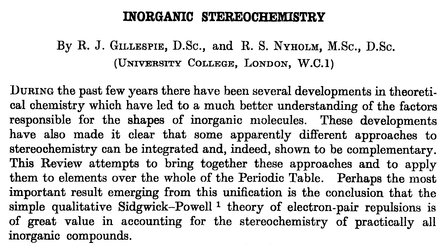 INORGANIC STEREOCHEMISTRY
By R. J. GILLESPIE, D.Sc., and R. S. NYHOLM, M.Sc., D.Sc.
(UNIVERSITY COLLEGE, LONDON, W.C.1)
DURING the past few years there have been several developments in theoreti-
cal chemistry which have led to a much better understanding of the factors
responsible for the shapes of inorganic molecules. These developments
have also made it clear that some apparently different approaches to
stereochemistry can be integrated and, indeed, shown to be complementary.
This Review attempts to bring together these approaches and to apply
them to elements over the whole of the Periodic Table. Perhaps the most
important result emerging from this unification is the conclusion that the
simple qualitative Sidgwick–Powell 1 theory of electron-pair repulsions is
of great value in accounting for the stereochemistry of practically all
inorganic compounds.